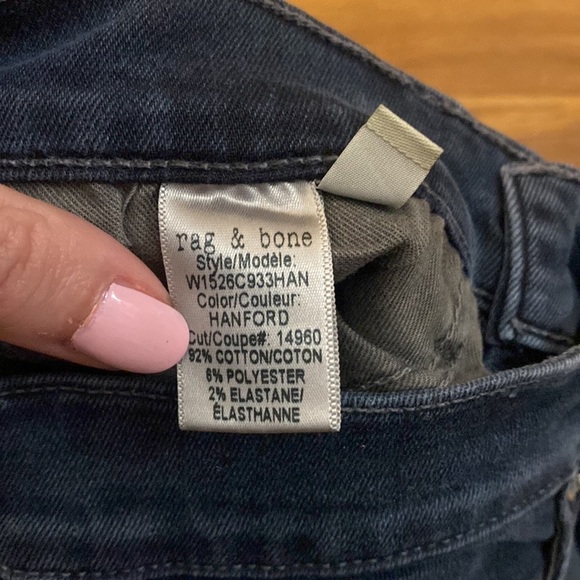 rag & bone
Style/Modèle:
W1526C933HAN
Color/Couleur:
HANFORD
Cut/Coupe#: 14960
92% COTTON/COTON
6% POLYESTER
2% ELASTANE/
ÉLASTHANNE